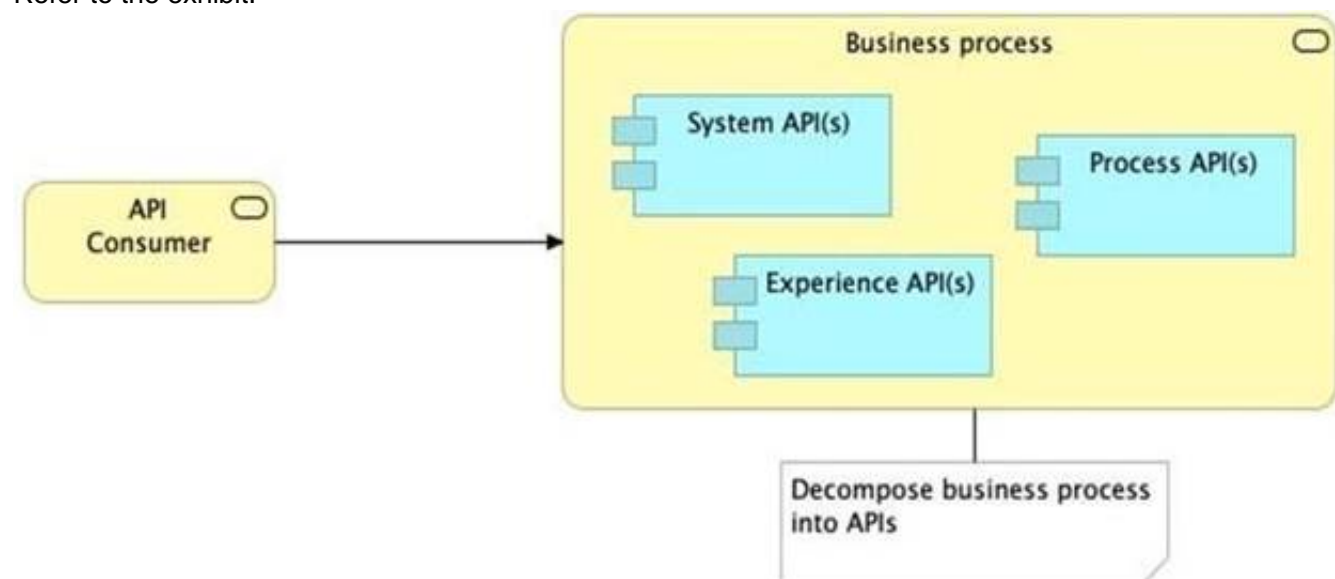 Refer to the exhibit.
Business process
System API(s)
Process API(s)
API
Consumer
Experience API(s)
Decompose business process
into APIs